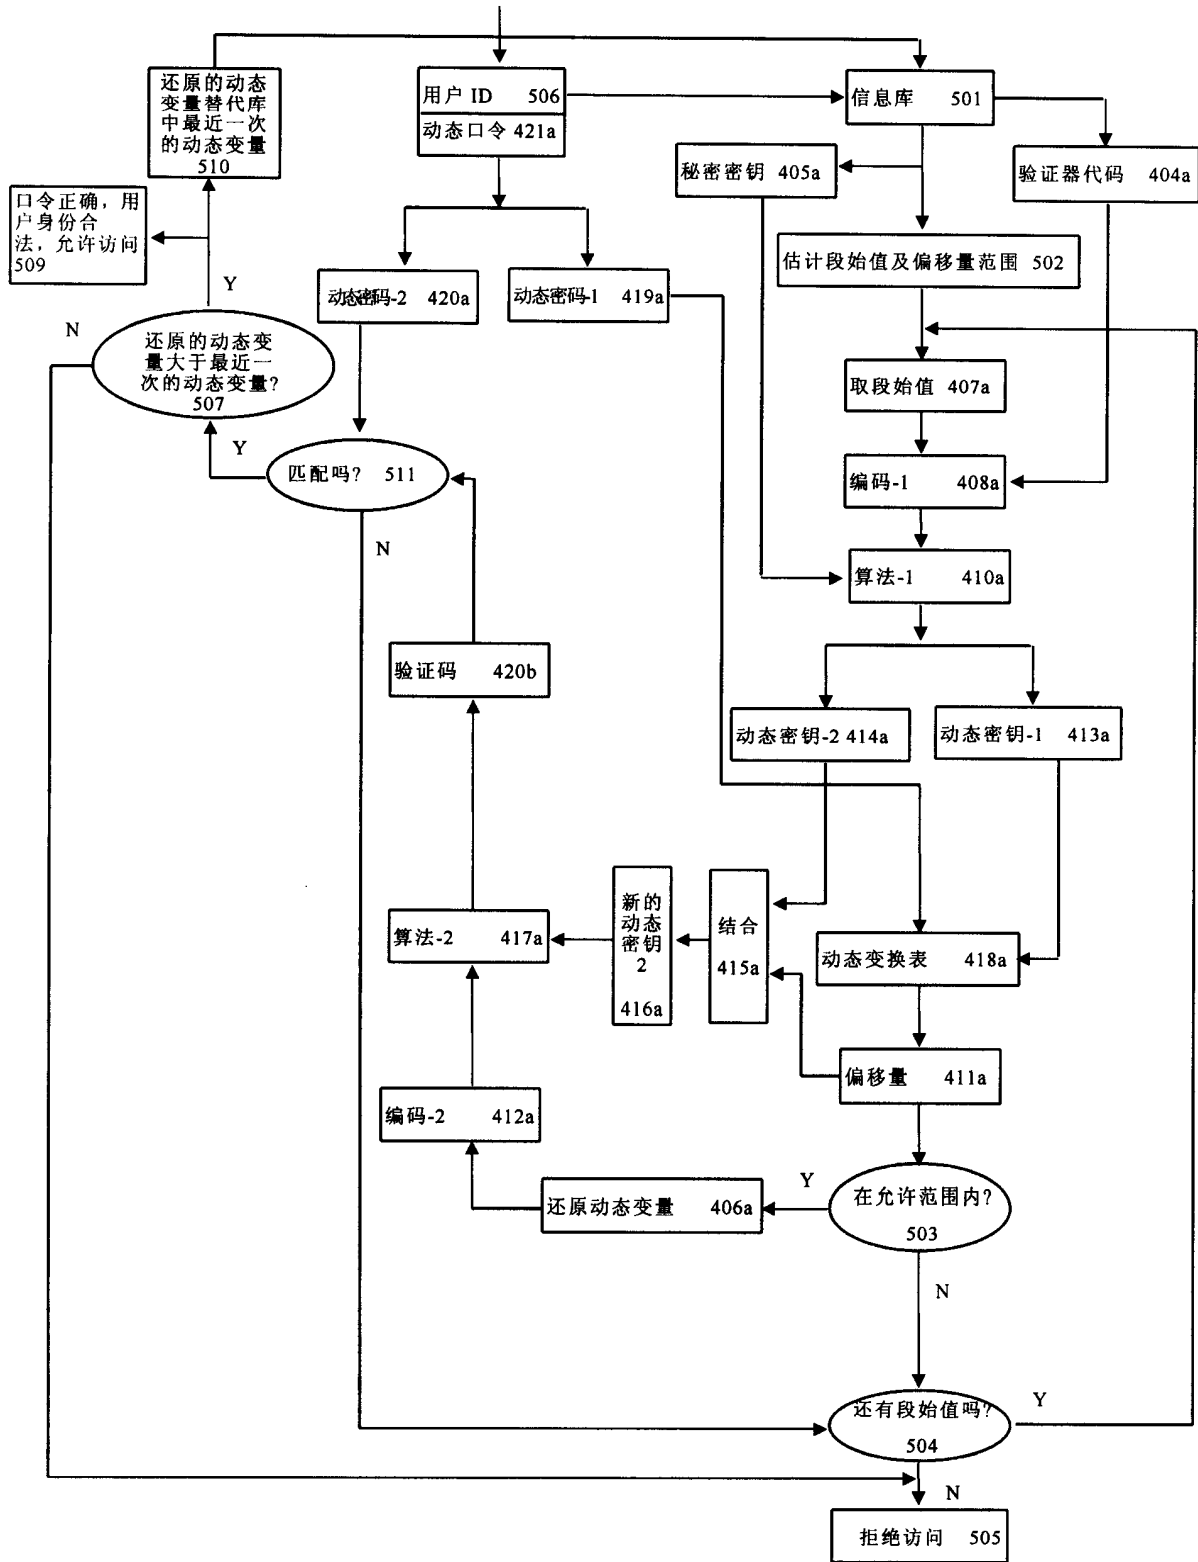 还原的动态
变量替代库
中最近一次
的动态变量
510
用户 ID 506
动态口令 421a
信息库 501
秘密密钥 405a
验证器代码 404a
口令正确，用
户身份合
法，允许访问
509
估计段始值及偏移量范围 502
动态密码-2 420a
动态密码-1 419a
Y
N
还原的动态变
量大于最近一
次的动态变量?
507
取段始值 407a
Y
匹配吗? 511
编码-1 408a
N
算法-1 410a
验证码 420b
动态密钥-2 414a
动态密钥-1 413a
新的
动态
密钥
2
416a
结合
415a
算法-2 417a
动态变换表 418a
偏移量 411a
编码-2 412a
Y
在允许范围内?
503
还原动态变量 406a
N
还有段始值吗?
504
Y
N
拒绝访问 505